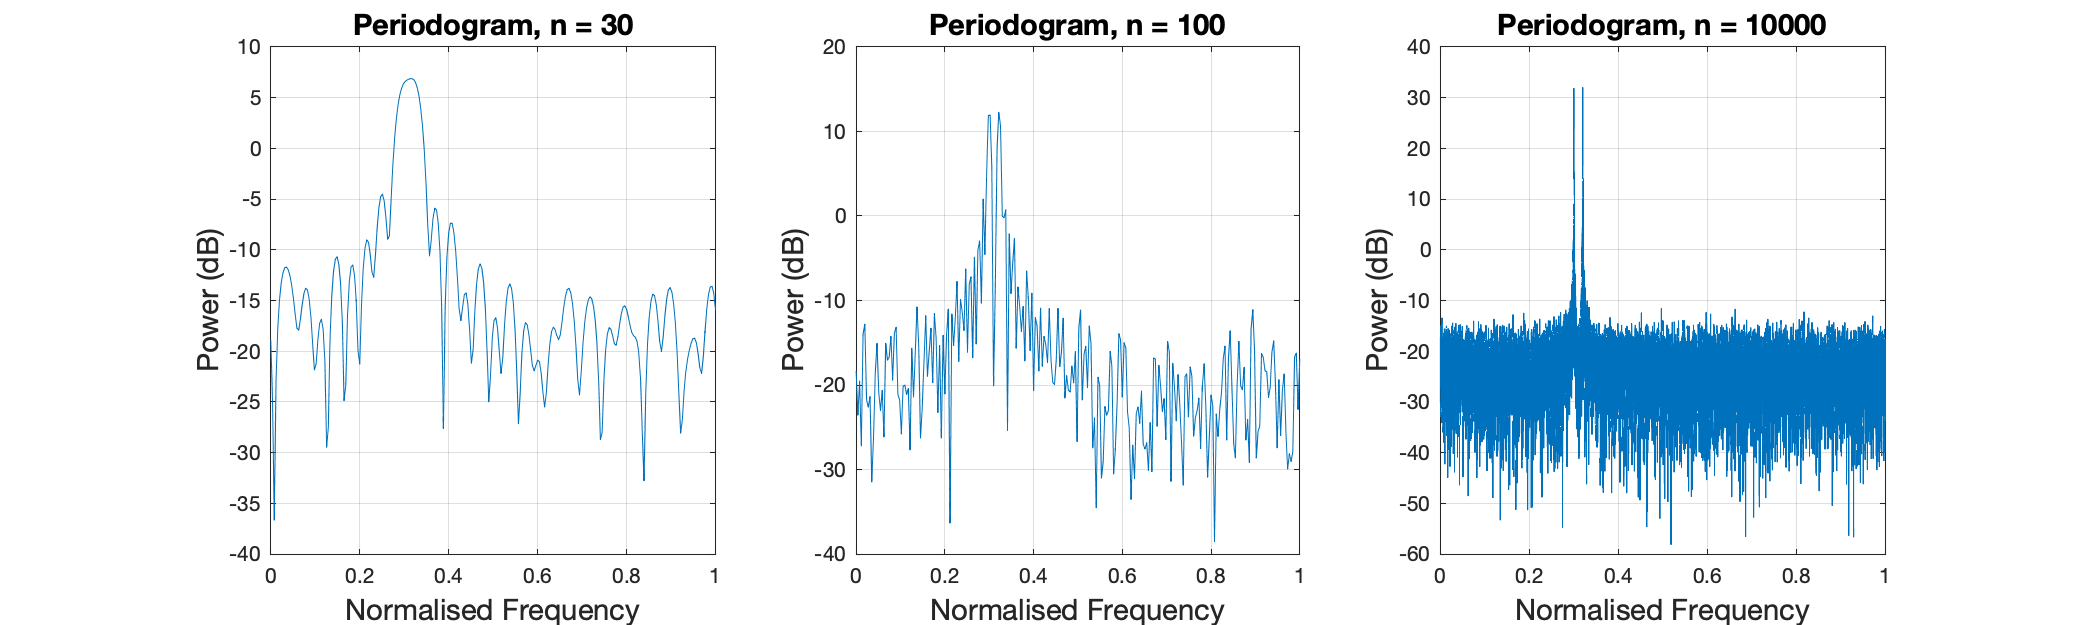 Periodogram, n = 30
10
5
0
-5
-10
-15
-20
-25
-30
-35
-40
Power (dB)
0 0.2 0.4 0.6 0.8 1
Normalised Frequency
Periodogram, n = 100
20
10
0
-10
-20
-30
-40
Power (dB)
0 0.2 0.4 0.6 0.8 1
Normalised Frequency
Periodogram, n = 10000
40
30
20
10
0
-10
-20
-30
-40
-50
-60
Power (dB)
0 0.2 0.4 0.6 0.8 1
Normalised Frequency